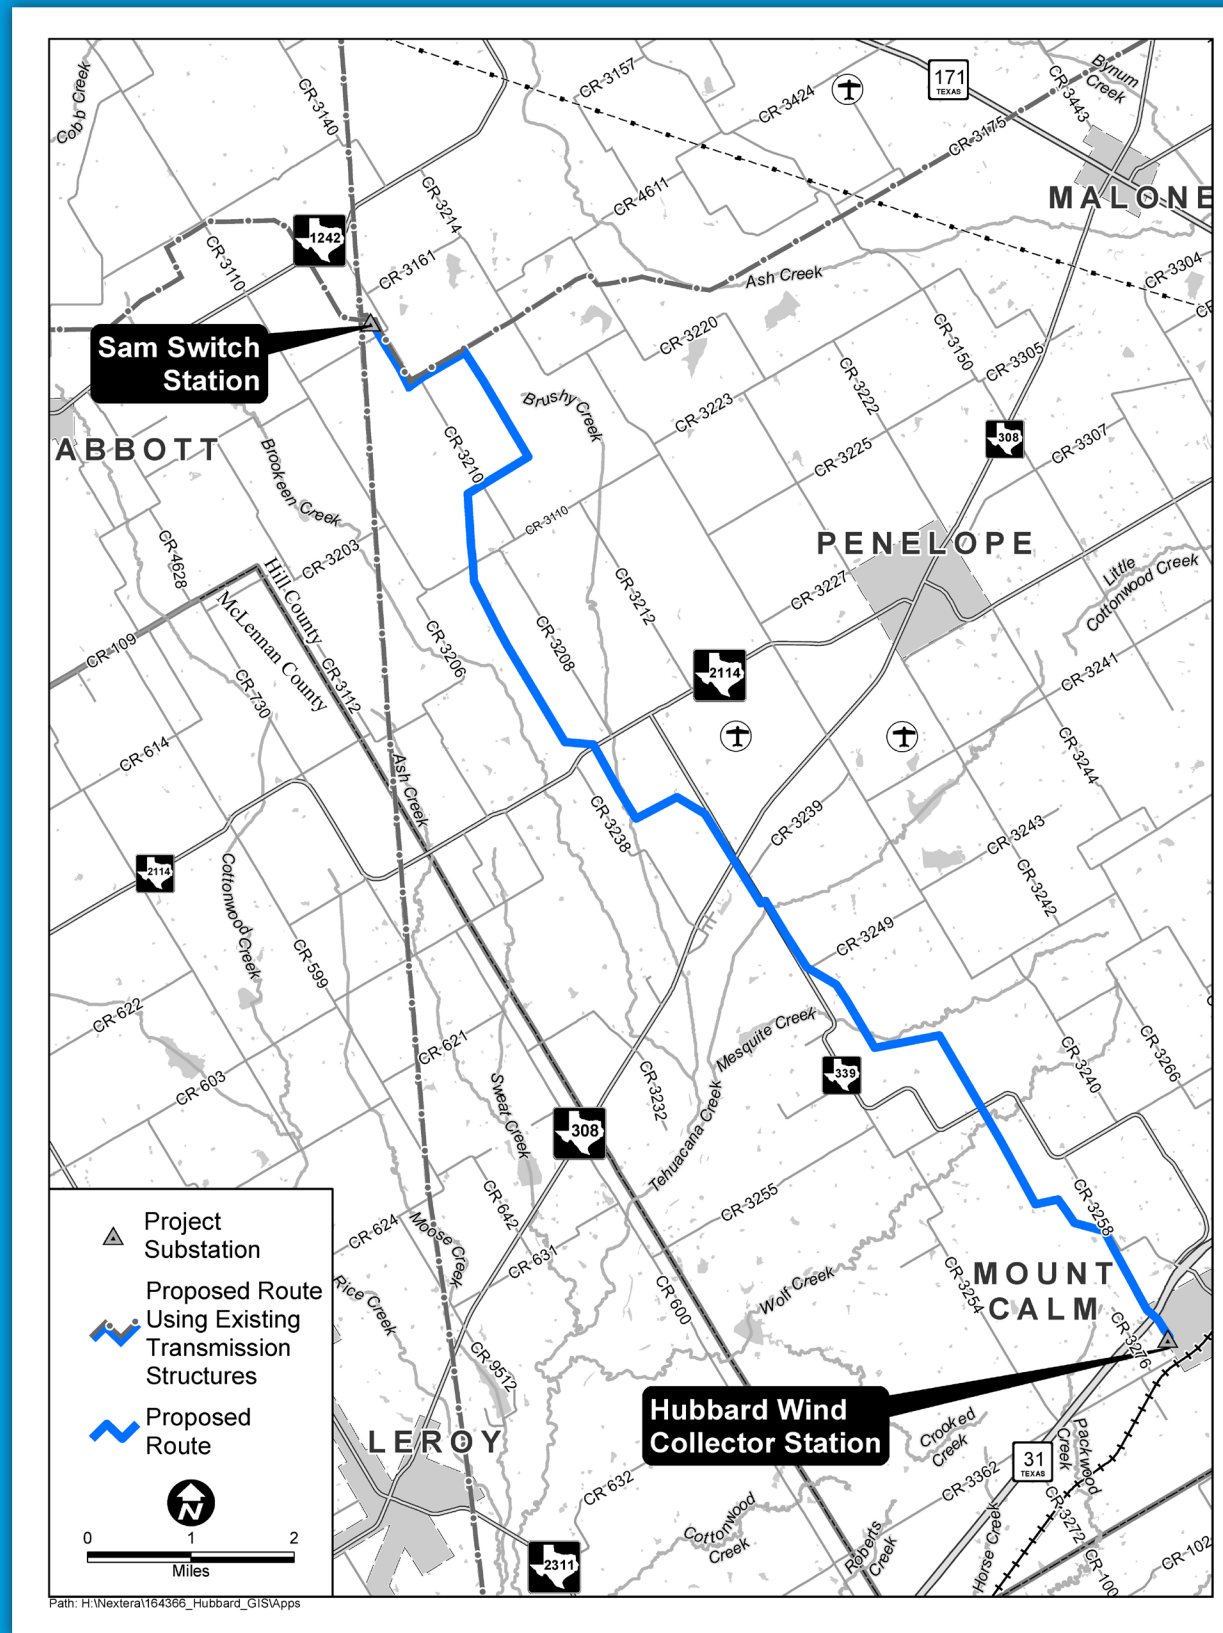 Cobb Creek
CR-3140
CR-3157
CR-3424
171
TEXAS
CR-3443
Bynum
Creek
CR-3175
MALONE
CR-3214
CR-4611
1242
CR-3110
CR-3161
Ash Creek
CR-3304
Sam Switch
Station
CR-3220
CR-3150
CR-3305
CR-3222
Brushy Creek
CR-3223
308
CR-3307
ABBOTT
CR-3210
CR-3225
Brookeen Creek
CR-3110
PENELOPE
CR-4628
CR-3203
Hill County
McLennan County
CR-3227
Little
Cottonwood Creek
CR-3212
CR-109
CR-3206
CR-3208
CR-3112
2114
CR-3241
CR-730
CR-614
CR-3244
Ash Creek
CR-3238
CR-3239
CR-3243
2114
CR-3242
Cottonwood Creek
CR-3249
CR-599
CR-622
Mesquite Creek
CR-621
CR-3266
CR-3240
339
CR-603
Sweat Creek
CR-3232
308
Tehuacana Creek
CR-3255
CR-642
CR-3258
CR-624
Moose Creek
CR-631
CR-3254
MOUNT
CALM
Wolf Creek
CR-600
Rice Creek
CR-3276
CR-9512
Hubbard Wind
Collector Station
Crooked
Creek
LEROY
31
TEXAS
Packwood
Creek
CR-632
CR-3362
Cottonwood
Creek
Roberts
Creek
Horse Creek
CR-3272
CR-100
CR-102
2311
Project
Substation
Proposed Route
Using Existing
Transmission
Structures
Proposed
Route
N
0 1 2
Miles
Path: H:\Nextera\164366_Hubbard_GIS\Apps